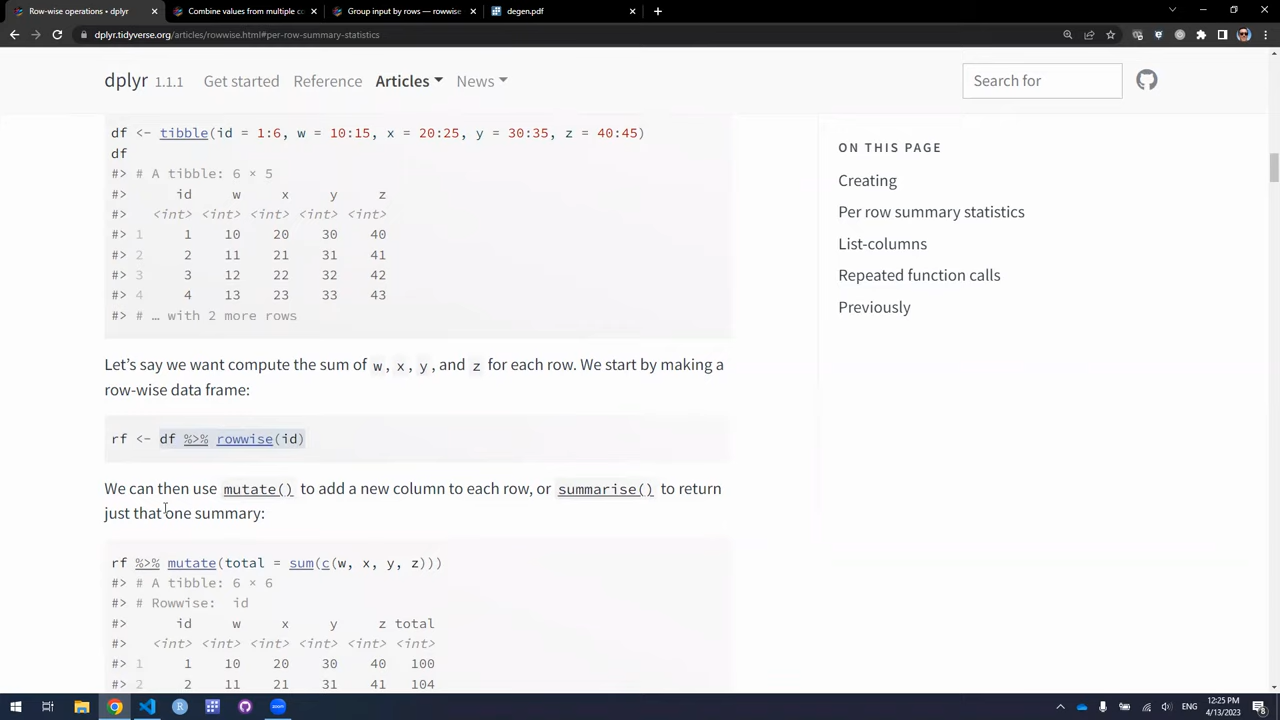 Row-wise operations • dplyr
Combine values from multiple co
Group input by rows — rowwise
degen.pdf
dplyr.tidyverse.org/articles/rowwise.html#per-row-summary-statistics
dplyr 1.1.1 Get started Reference Articles News Search for
df <- tibble(id = 1:6, w = 10:15, x = 20:25, y = 30:35, z = 40:45)
df
#> # A tibble: 6 × 5
#>      id     w     x     y     z
#>   <int> <int> <int> <int> <int>
#> 1     1    10    20    30    40
#> 2     2    11    21    31    41
#> 3     3    12    22    32    42
#> 4     4    13    23    33    43
#> # … with 2 more rows
Let’s say we want compute the sum of w, x, y, and z for each row. We start by making a
row-wise data frame:
rf <- df %>% rowwise(id)
We can then use mutate() to add a new column to each row, or summarise() to return
just that one summary:
rf %>% mutate(total = sum(c(w, x, y, z)))
#> # A tibble: 6 × 6
#> # Rowwise:  id
#>      id     w     x     y     z total
#>   <int> <int> <int> <int> <int> <int>
#> 1     1    10    20    30    40   100
#> 2     2    11    21    31    41   104
ON THIS PAGE
Creating
Per row summary statistics
List-columns
Repeated function calls
Previously
ENG
12:25 PM
4/13/2023